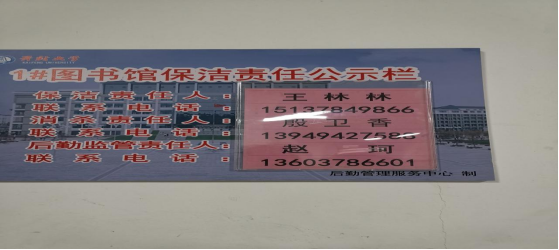 1#图书馆保洁责任公示栏
保洁责任人：王林林
联系电话：15137849866
消杀责任人：殷卫香
联系电话：13949427585
后勤监管责任人：赵珂
联系电话：13603786601
后勤管理服务中心 制